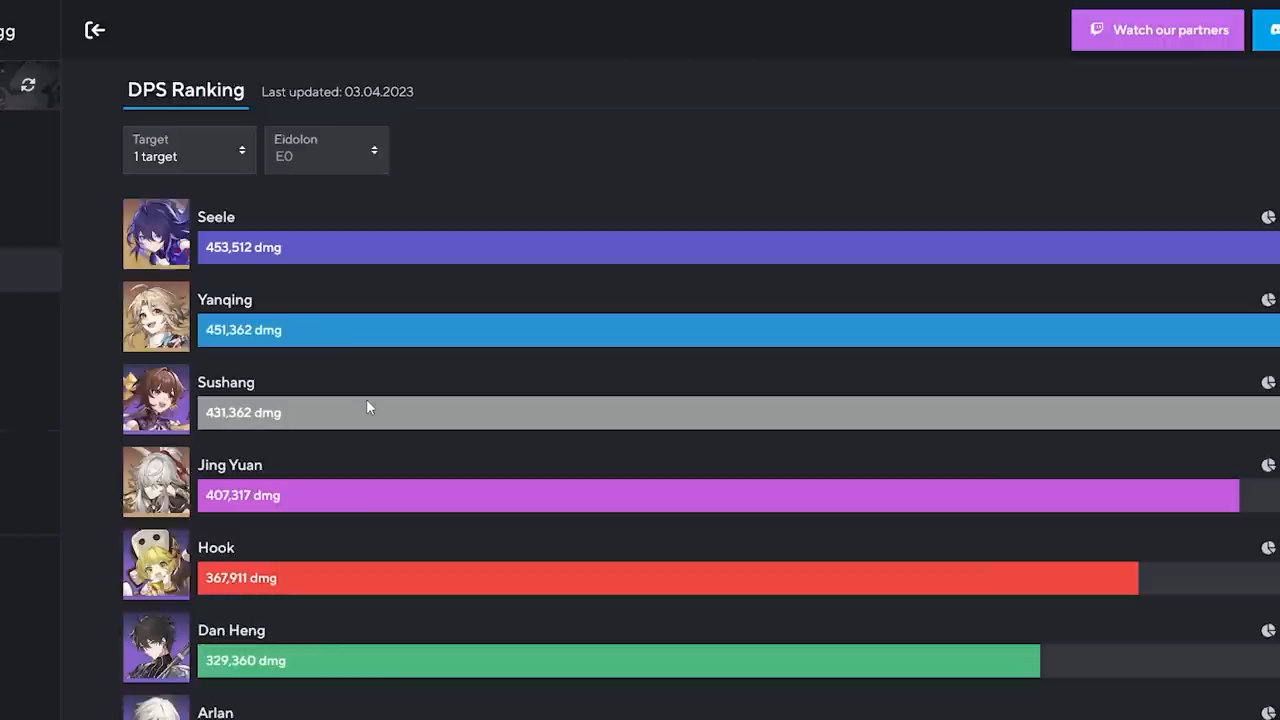 gg
Watch our partners
DPS Ranking
Last updated: 03.04.2023
Target
1 target
Eidolon
E0
Seele
453,512 dmg
Yanqing
451,362 dmg
Sushang
431,362 dmg
Jing Yuan
407,317 dmg
Hook
367,911 dmg
Dan Heng
329,360 dmg
Arlan